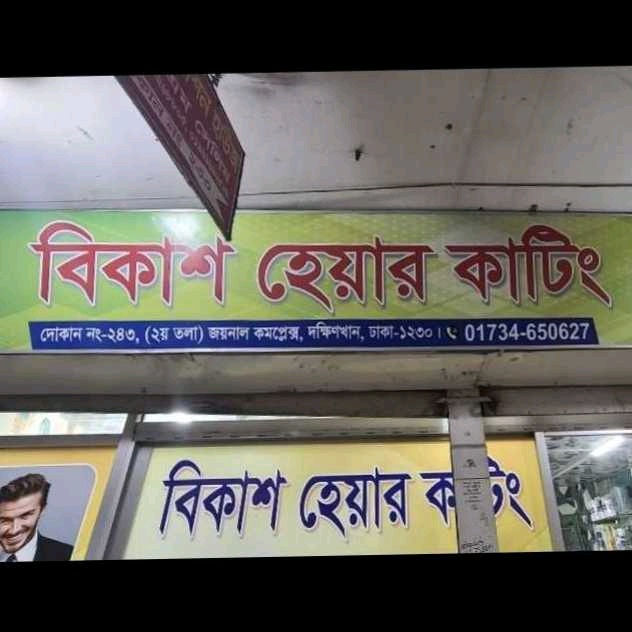 বিকাশ হেয়ার কাটিং
দোকান নং-২৪৩, (২য় তলা) জয়নাল কমপ্লেক্স, দক্ষিণখান, ঢাকা-১২৩০। 01734-650627
বিকাশ হেয়ার